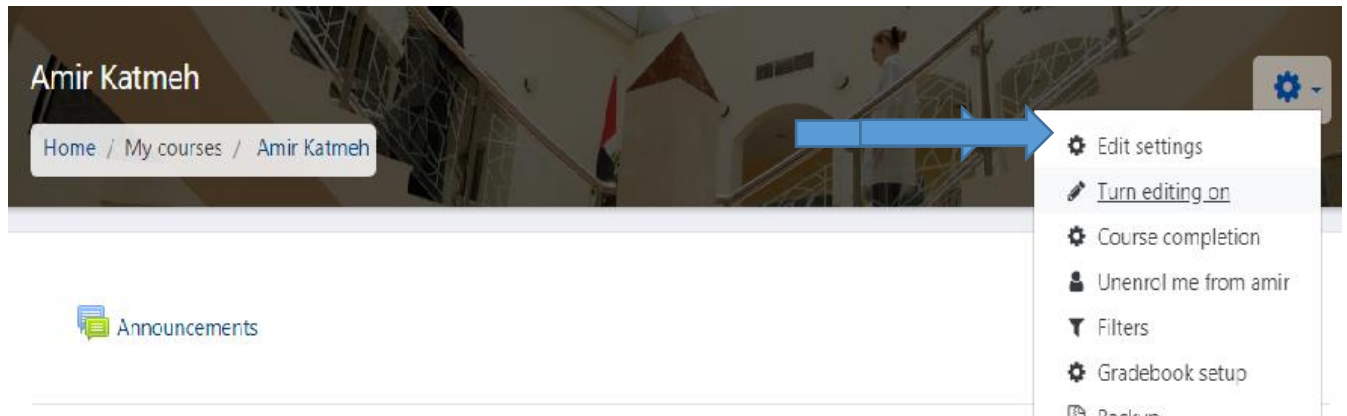 Amir Katmeh
Home / My courses / Amir Katmeh
Edit settings
Turn editing on
Course completion
Unenrol me from amir
Filters
Gradebook setup
Announcements